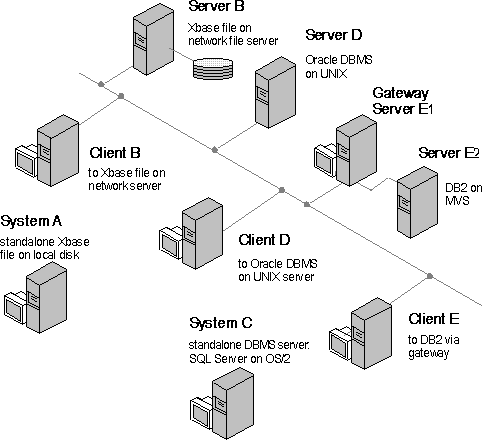 Server B
Xbase file on
network file server
Server D
Oracle DBMS
on UNIX
Gateway
Server E1
Server E2
DB2 on
MVS
Client B
to Xbase file on
network server
System A
standalone Xbase
file on local disk
Client D
to Oracle DBMS
on UNIX server
System C
standalone DBMS server.
SQL Server on OS/2
Client E
to DB2 via
gateway